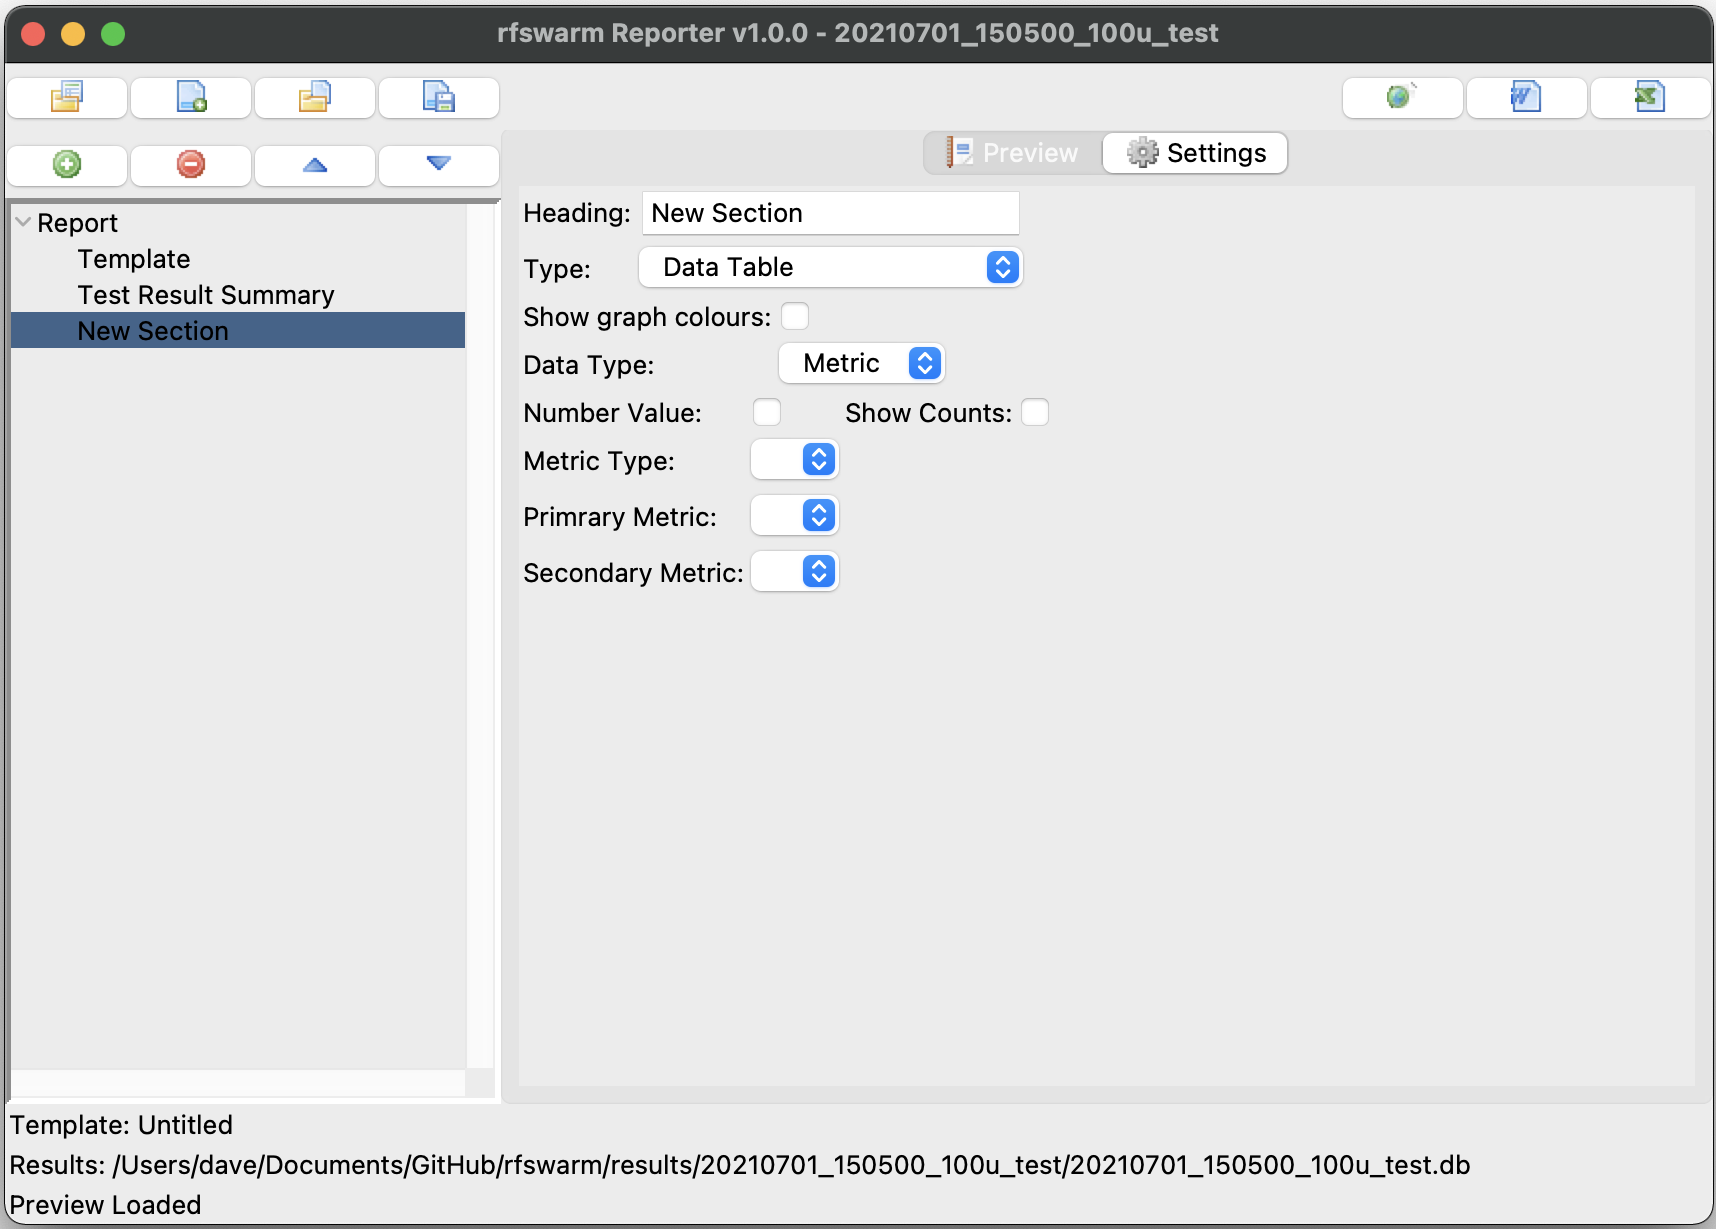 rfswarm Reporter v1.0.0 - 20210701_150500_100u_test
Preview
Settings
Report
Template
Test Result Summary
New Section
Heading: New Section
Type: Data Table
Show graph colours:
Data Type: Metric
Number Value: Show Counts:
Metric Type:
Primrary Metric:
Secondary Metric:
Template: Untitled
Results: /Users/dave/Documents/GitHub/rfswarm/results/20210701_150500_100u_test/20210701_150500_100u_test.db
Preview Loaded